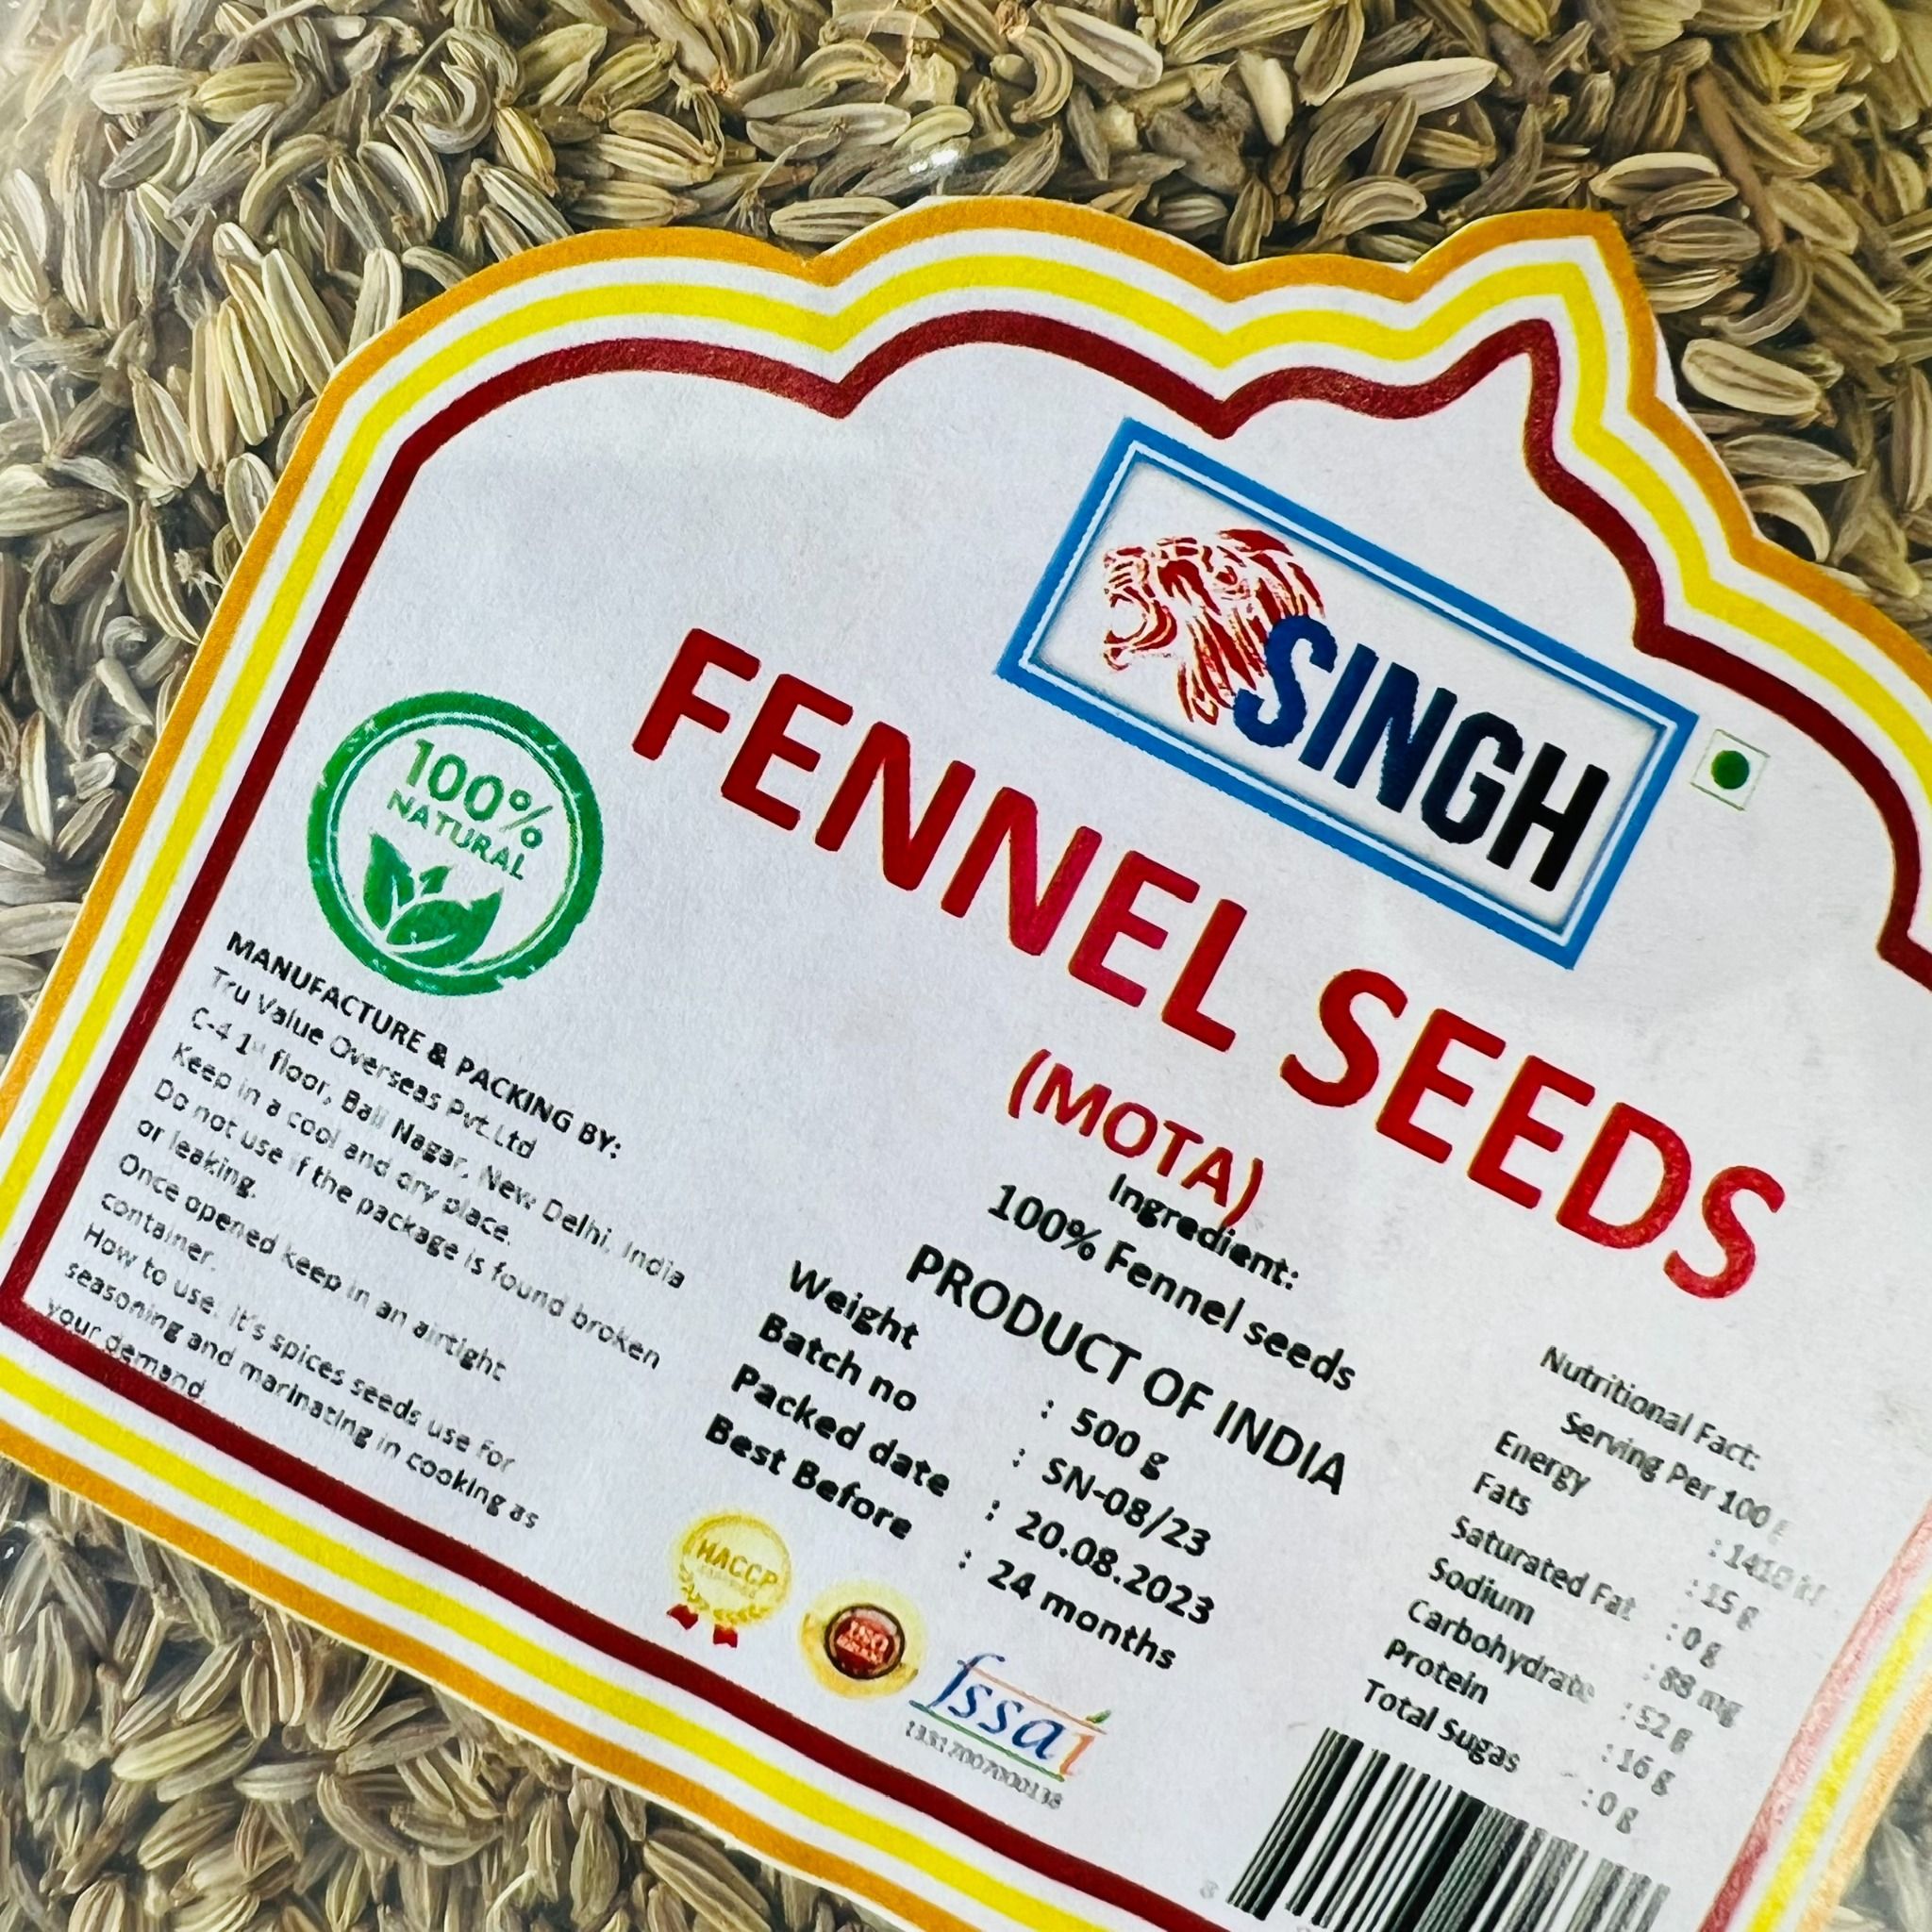 SINGH
FENNEL SEEDS
(MOTA)
100%
NATURAL
MANUFACTURE & PACKING BY:
Tru Value Overseas Pvt.Ltd
C-4 1st floor, Bali Nagar, New Delhi, India
Keep in a cool and dry place.
Do not use if the package is found broken
or leaking.
Once opened keep in an airtight
container.
How to use. It's spices seeds use for
seasoning and marinating in cooking as
your demand.
Ingredient:
100% Fennel seeds
PRODUCT OF INDIA
Weight : 500 g
Batch no : SN-08/23
Packed date : 20.08.2023
Best Before : 24 months
HACCP
ISO
fssai
Nutritional Fact:
Serving Per 100 g
Energy : 1410 kJ
Fats : 15 g
Saturated Fat : 0 g
Sodium : 88 mg
Carbohydrate : 52 g
Protein : 16 g
Total Sugas : 0 g